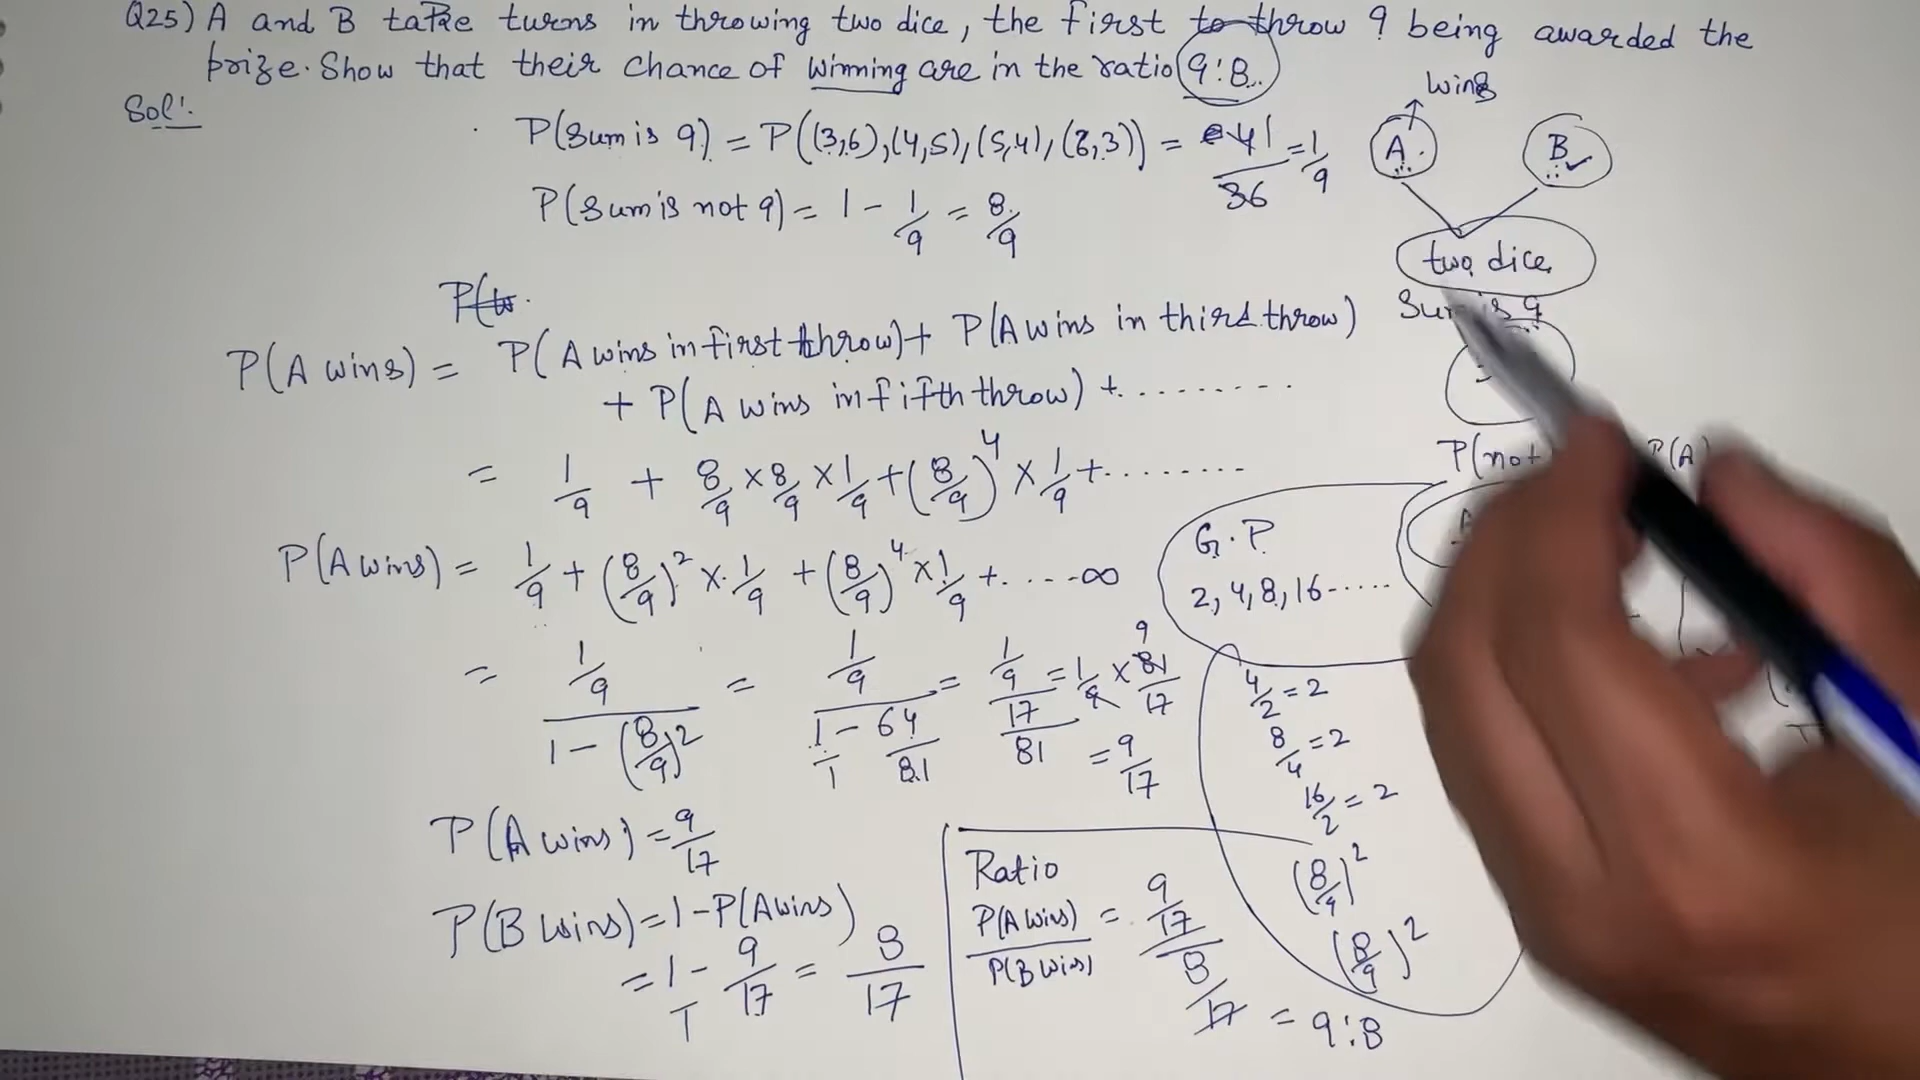 Q25) A and B take turns in throwing two dice, the first to throw 9 being awarded the
prize. Show that their chance of winning are in the ratio 9:8.
Sol':
wins
A
B
P(sum is 9) = P((3,6),(4,5),(5,4),(6,3)) = 4/36 = 1/9
P(sum is not 9) = 1 - 1/9 = 8/9
two dice
Sum is 9
P(
P(A wins) = P(A wins in first throw) + P(A wins in third throw)
+ P(A wins in fifth throw) + ........
P(not
P(A)
= 1/9 + 8/9 × 8/9 × 1/9 + (8/9)^4 × 1/9 + ........
G.P
2, 4, 8, 16 .....
P(A wins) = 1/9 + (8/9)^2 × 1/9 + (8/9)^4 × 1/9 + .... ∞
= 1/9 / 1 - (8/9)^2 = 1/9 / 1/1 - 64/81 = 1/9 / 17/81 = 1/9 × 81/17 9
= 9/17
4/2 = 2
8/4 = 2
16/2 = 2
(8/9)^2
(8/9)^2
P(A wins) = 9/17
P(B wins) = 1 - P(A wins)
= 1/1 - 9/17 = 8/17
Ratio
P(A wins) / P(B wins) = 9/17 / 8/17
= 9:8